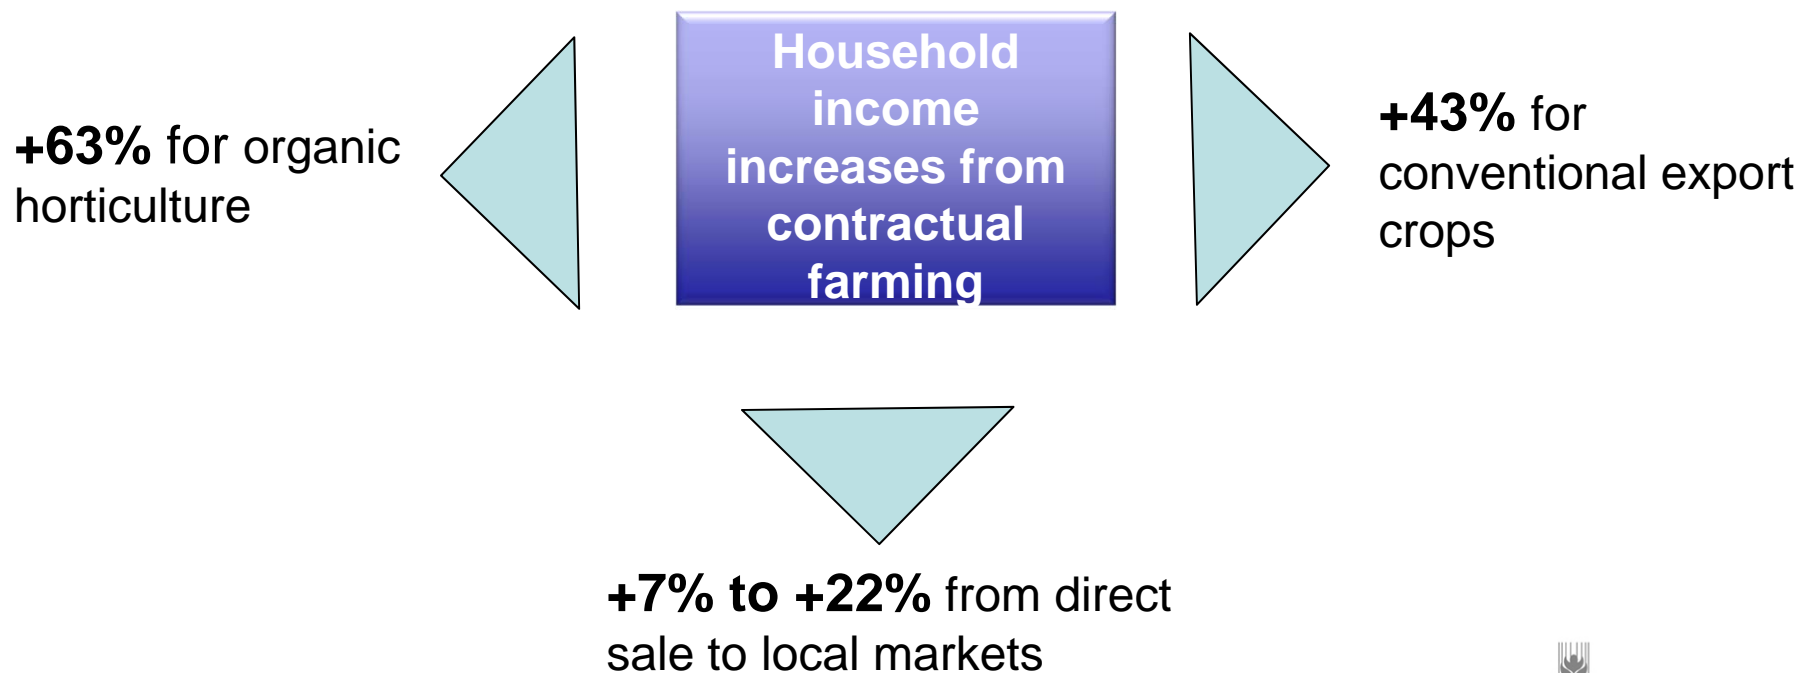 Household
income
increases from
contractual
farming
+63% for organic
horticulture
+43% for
conventional export
crops
+7% to +22% from direct
sale to local markets